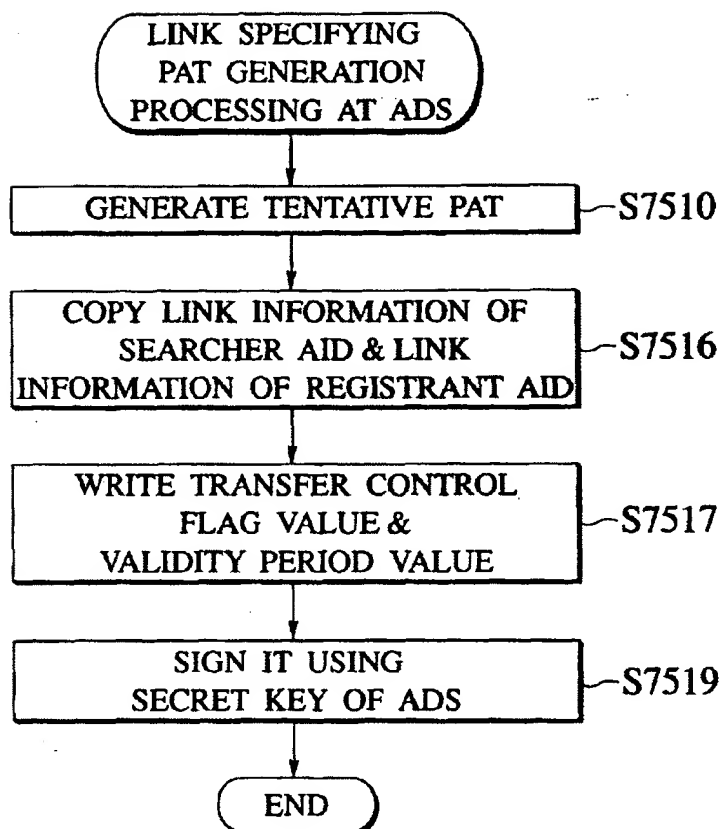 LINK SPECIFYING
PAT GENERATION
PROCESSING AT ADS
GENERATE TENTATIVE PAT
S7510
COPY LINK INFORMATION OF
SEARCHER AID & LINK
INFORMATION OF REGISTRANT AID
S7516
WRITE TRANSFER CONTROL
FLAG VALUE &
VALIDITY PERIOD VALUE
S7517
SIGN IT USING
SECRET KEY OF ADS
S7519
END